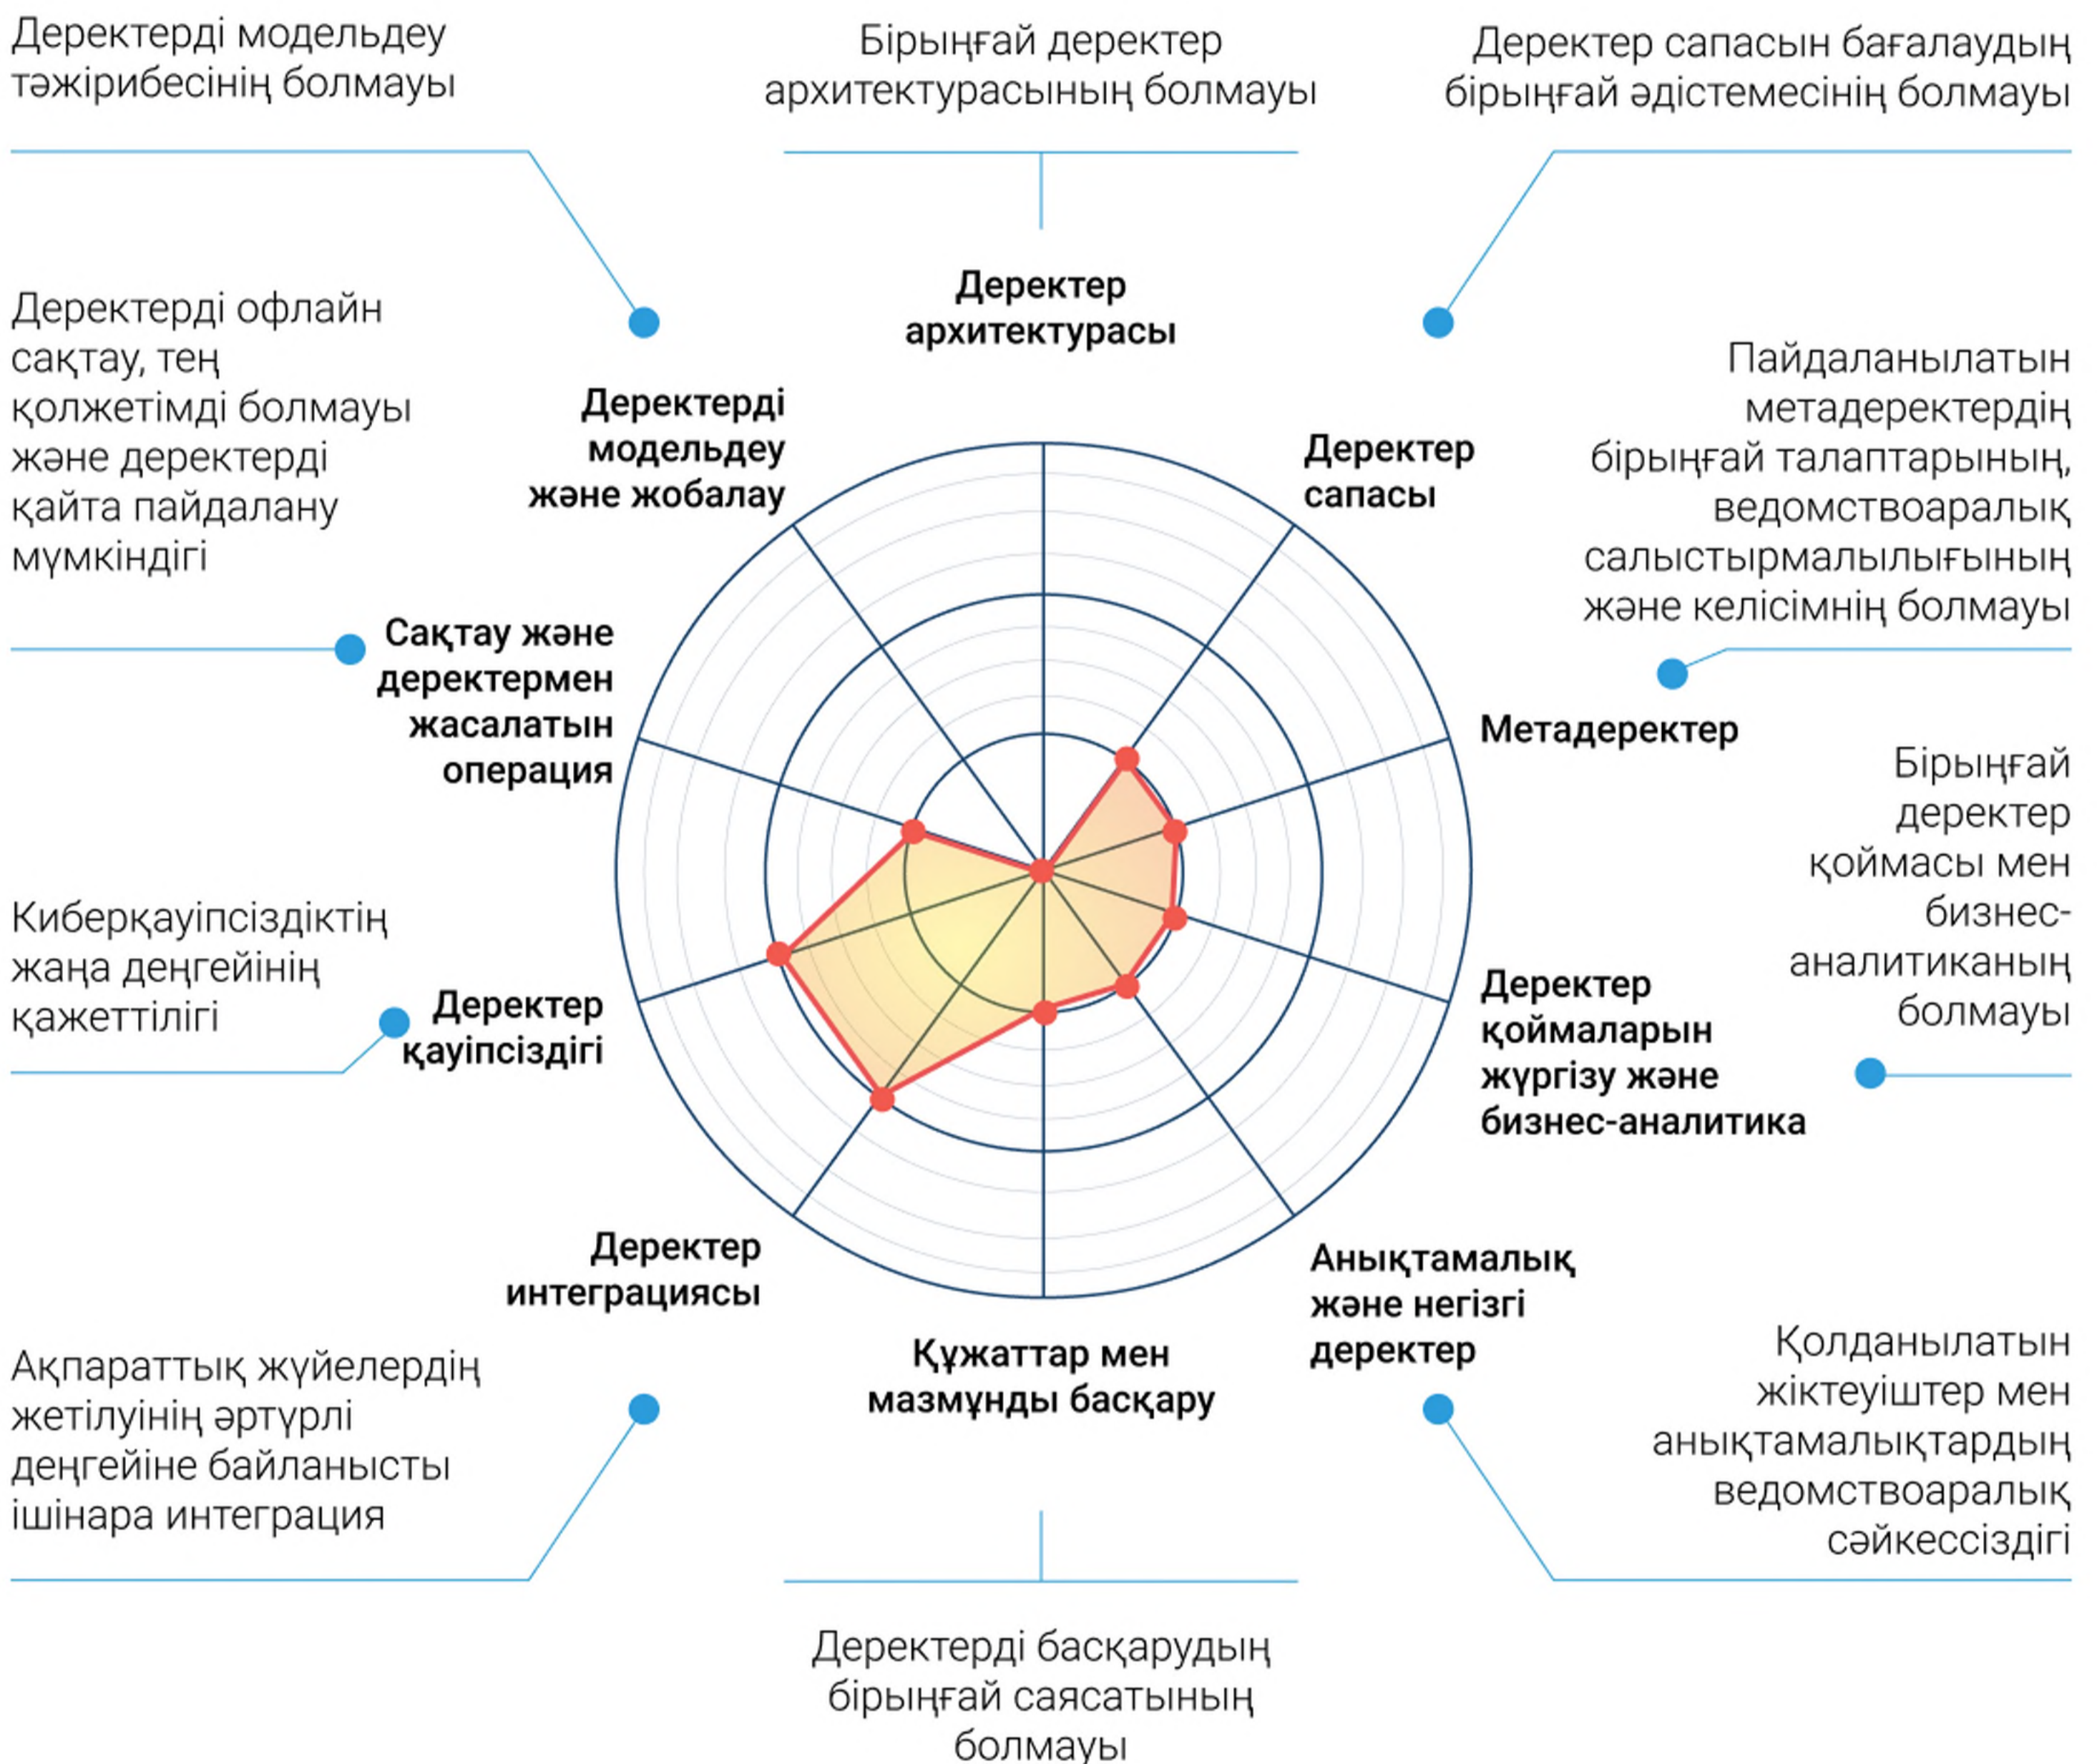 Деректерді модельдеу
тәжірибесінің болмауы
Бірыңғай деректер
архитектурасының болмауы
Деректер сапасын бағалаудың
бірыңғай әдістемесінің болмауы
Деректерді офлайн
сақтау, тең
қолжетімді болмауы
және деректерді
қайта пайдалану
мүмкіндігі
Деректер
архитектурасы
Деректерді
модельдеу
және жобалау
Деректер
сапасы
Пайдаланылатын
метадеректердің
бірыңғай талаптарының,
ведомствоаралық
салыстырмалылығының
және келісімнің болмауы
Сақтау және
деректермен
жасалатын
операция
Метадеректер
Бірыңғай
деректер
қоймасы мен
бизнес-
аналитиканың
болмауы
Киберқауіпсіздіктің
жаңа деңгейінің
қажеттілігі
Деректер
қауіпсіздігі
Деректер
қоймаларын
жүргізу және
бизнес-аналитика
Деректер
интеграциясы
Құжаттар мен
мазмұнды басқару
Анықтамалық
және негізгі
деректер
Ақпараттық жүйелердің
жетілуінің әртүрлі
деңгейіне байланысты
ішінара интеграция
Қолданылатын
жіктеуіштер мен
анықтамалықтардың
ведомствоаралық
сәйкессіздігі
Деректерді басқарудың
бірыңғай саясатының
болмауы